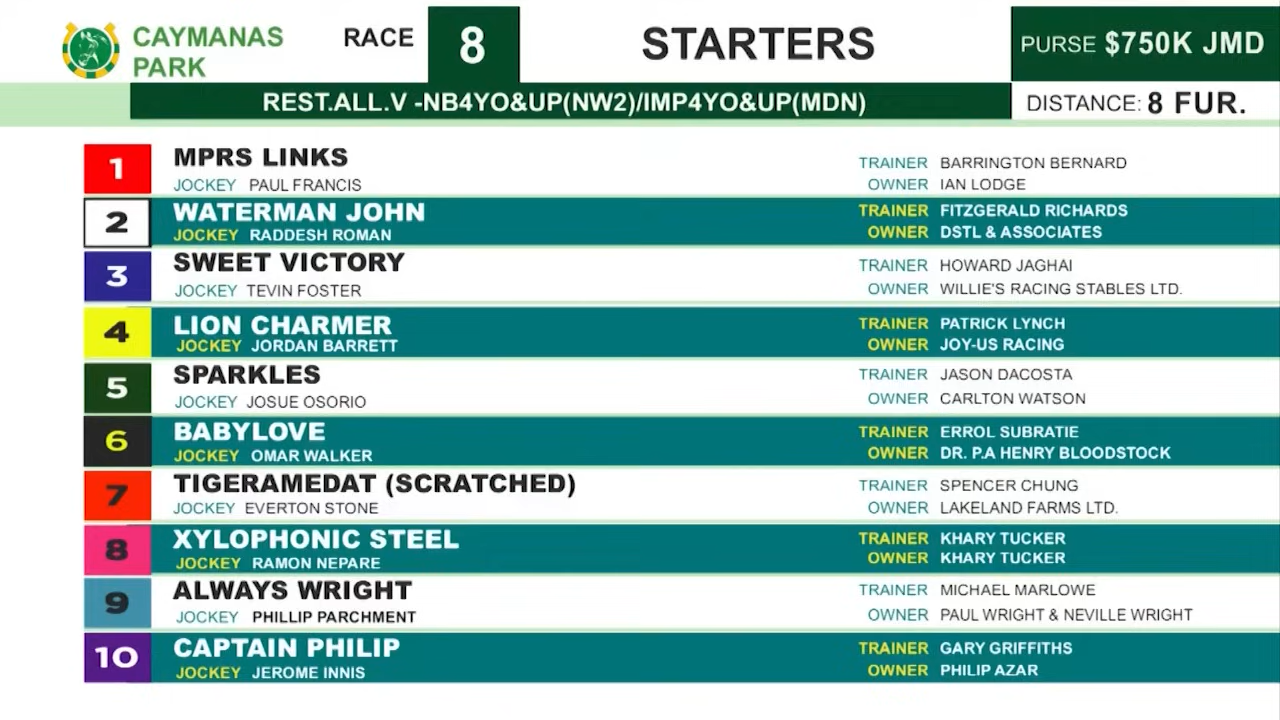 CAYMANAS PARK
RACE 8
STARTERS
PURSE $750K JMD
REST.ALL.V -NB4YO&UP(NW2)/IMP4YO&UP(MDN)
DISTANCE: 8 FUR.
1 MPRS LINKS
JOCKEY PAUL FRANCIS
TRAINER BARRINGTON BERNARD
OWNER IAN LODGE
2 WATERMAN JOHN
JOCKEY RADDESH ROMAN
TRAINER FITZGERALD RICHARDS
OWNER DSTL & ASSOCIATES
3 SWEET VICTORY
JOCKEY TEVIN FOSTER
TRAINER HOWARD JAGHAI
OWNER WILLIE'S RACING STABLES LTD.
4 LION CHARMER
JOCKEY JORDAN BARRETT
TRAINER PATRICK LYNCH
OWNER JOY-US RACING
5 SPARKLES
JOCKEY JOSUE OSORIO
TRAINER JASON DACOSTA
OWNER CARLTON WATSON
6 BABYLOVE
JOCKEY OMAR WALKER
TRAINER ERROL SUBRATIE
OWNER DR. P.A HENRY BLOODSTOCK
7 TIGERAMEDAT (SCRATCHED)
JOCKEY EVERTON STONE
TRAINER SPENCER CHUNG
OWNER LAKELAND FARMS LTD.
8 XYLOPHONIC STEEL
JOCKEY RAMON NEPARE
TRAINER KHARY TUCKER
OWNER KHARY TUCKER
9 ALWAYS WRIGHT
JOCKEY PHILLIP PARCHMENT
TRAINER MICHAEL MARLOWE
OWNER PAUL WRIGHT & NEVILLE WRIGHT
10 CAPTAIN PHILIP
JOCKEY JEROME INNIS
TRAINER GARY GRIFFITHS
OWNER PHILIP AZAR